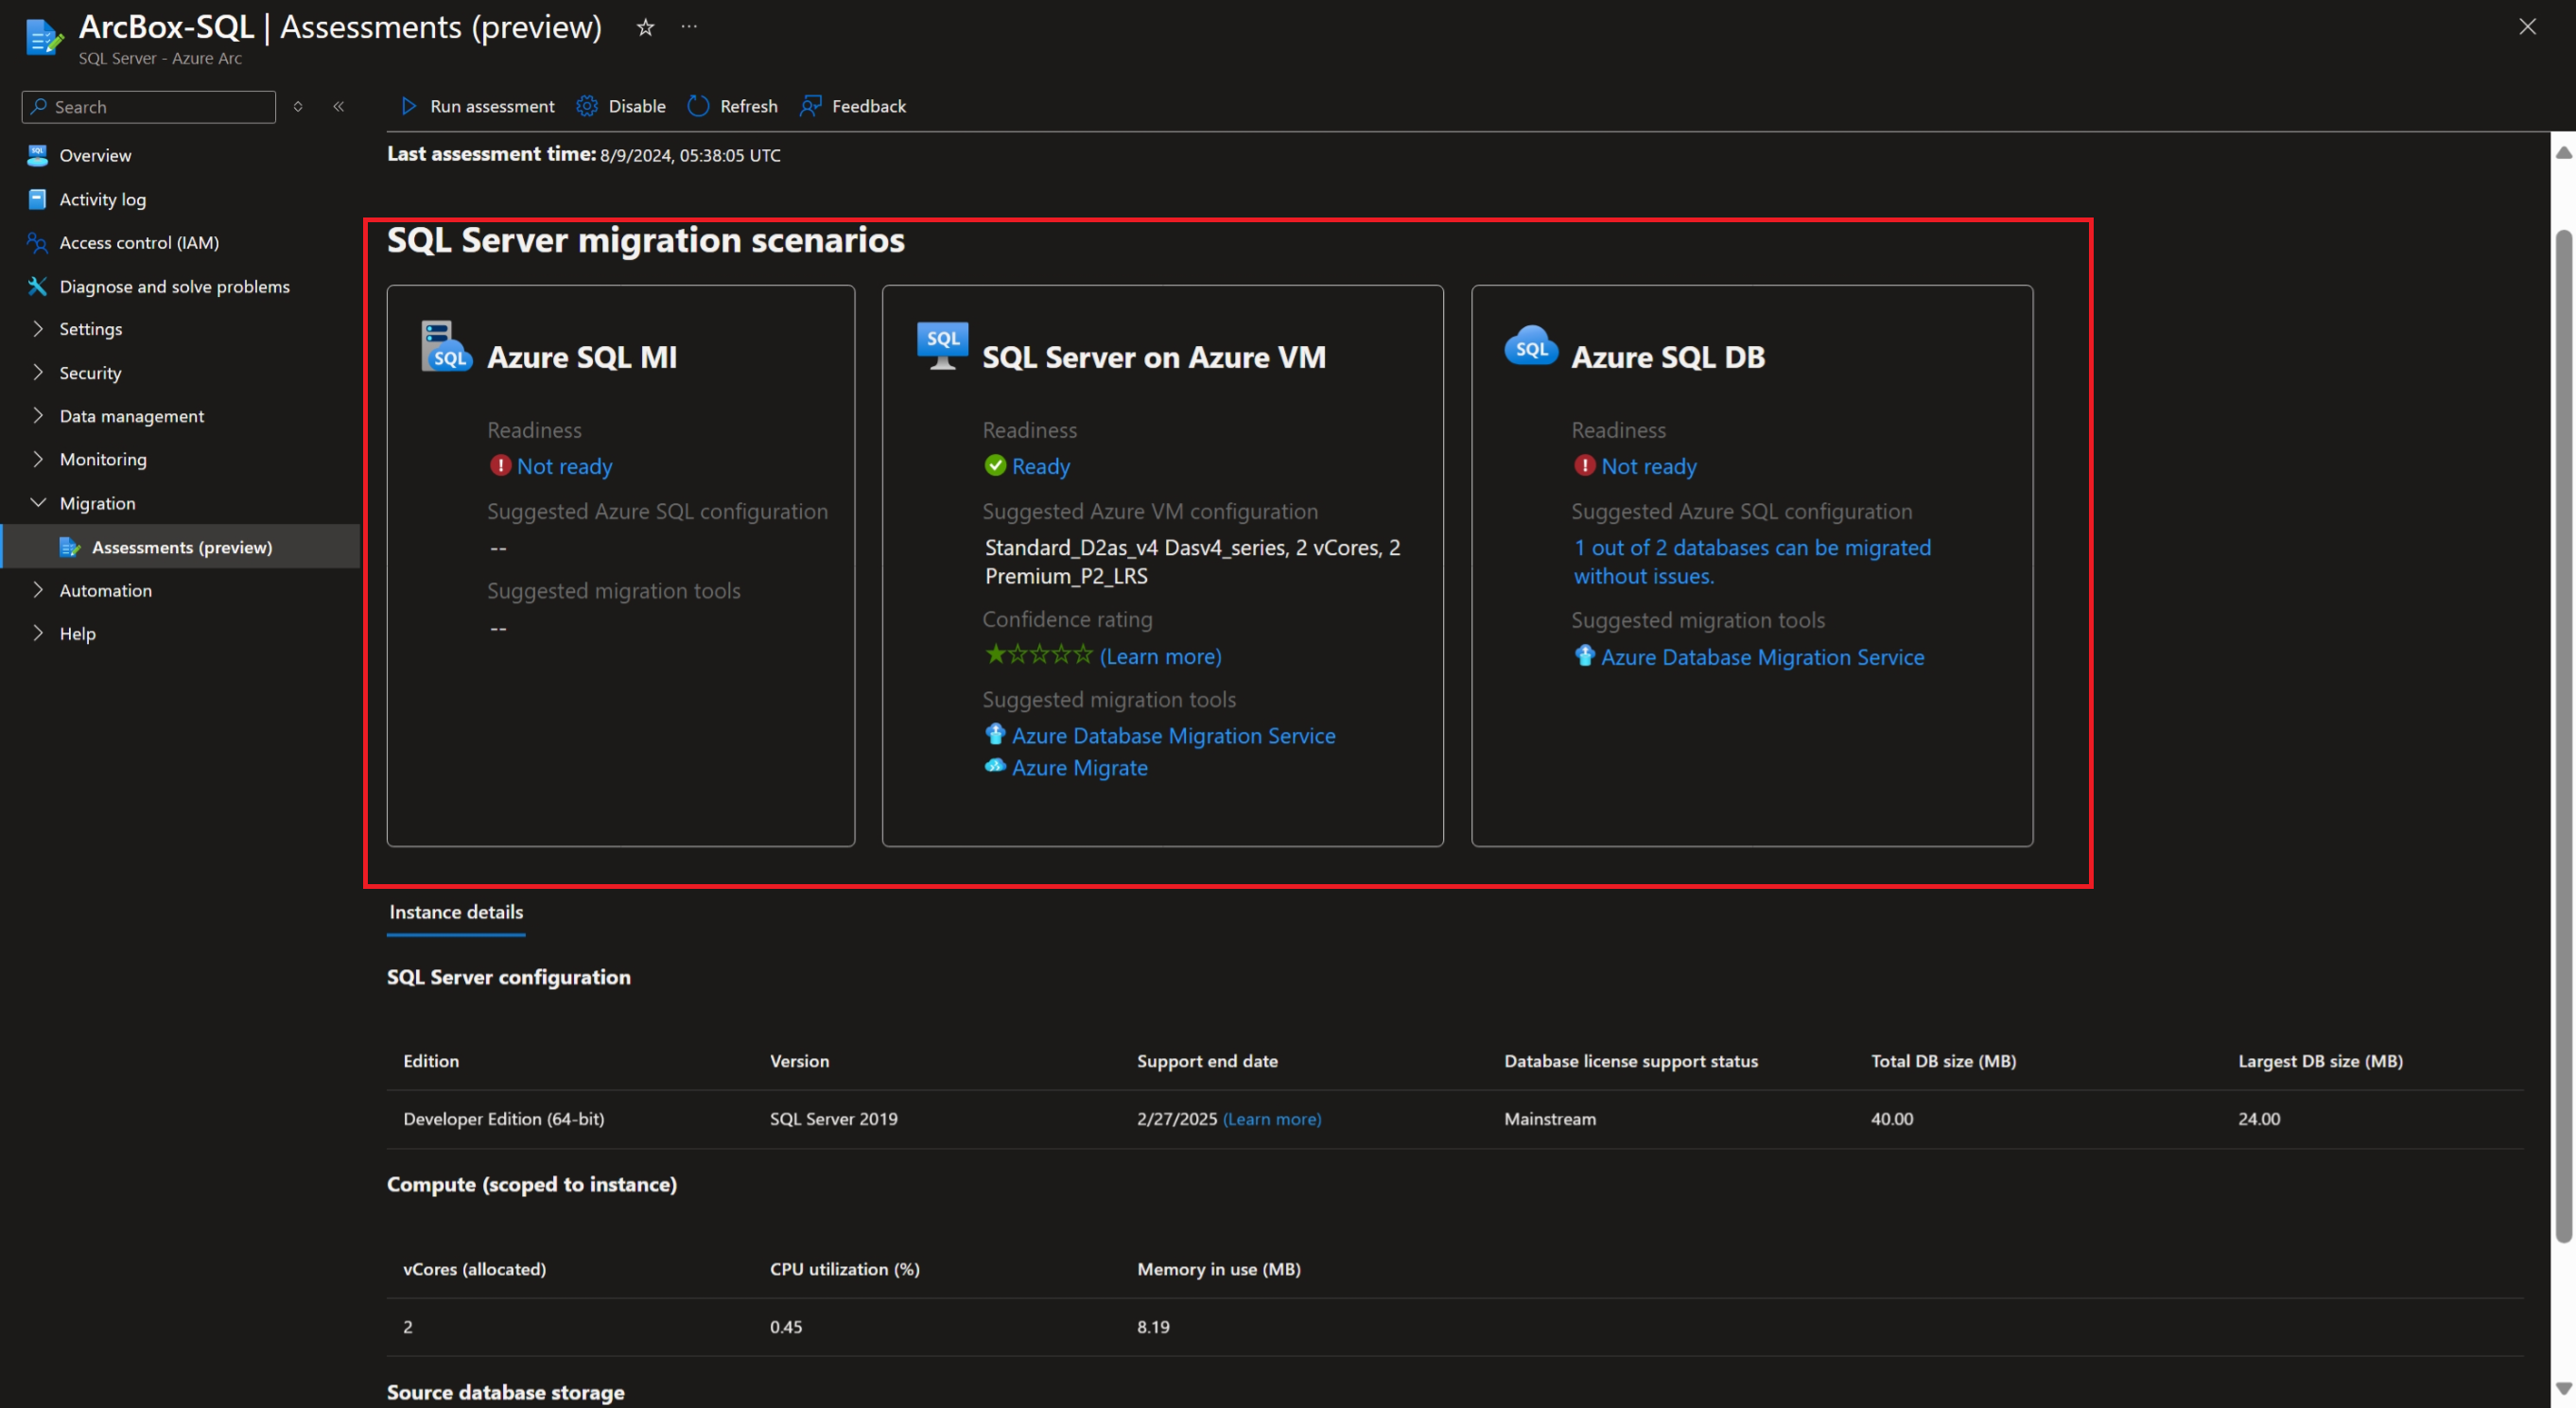 ArcBox-SQL | Assessments (preview)
SQL Server - Azure Arc
Search
Run assessment
Disable
Refresh
Feedback
Overview
Activity log
Access control (IAM)
Diagnose and solve problems
Settings
Security
Data management
Monitoring
Migration
Assessments (preview)
Automation
Help
Last assessment time: 8/9/2024, 05:38:05 UTC
SQL Server migration scenarios
SQL
Azure SQL MI
Readiness
Not ready
Suggested Azure SQL configuration
--
Suggested migration tools
--
SQL
SQL Server on Azure VM
Readiness
Ready
Suggested Azure VM configuration
Standard_D2as_v4 Dasv4_series, 2 vCores, 2
Premium_P2_LRS
Confidence rating
(Learn more)
Suggested migration tools
Azure Database Migration Service
Azure Migrate
SQL
Azure SQL DB
Readiness
Not ready
Suggested Azure SQL configuration
1 out of 2 databases can be migrated
without issues.
Suggested migration tools
Azure Database Migration Service
Instance details
SQL Server configuration
Edition
Version
Support end date
Database license support status
Total DB size (MB)
Largest DB size (MB)
Developer Edition (64-bit)
SQL Server 2019
2/27/2025 (Learn more)
Mainstream
40.00
24.00
Compute (scoped to instance)
vCores (allocated)
CPU utilization (%)
Memory in use (MB)
2
0.45
8.19
Source database storage